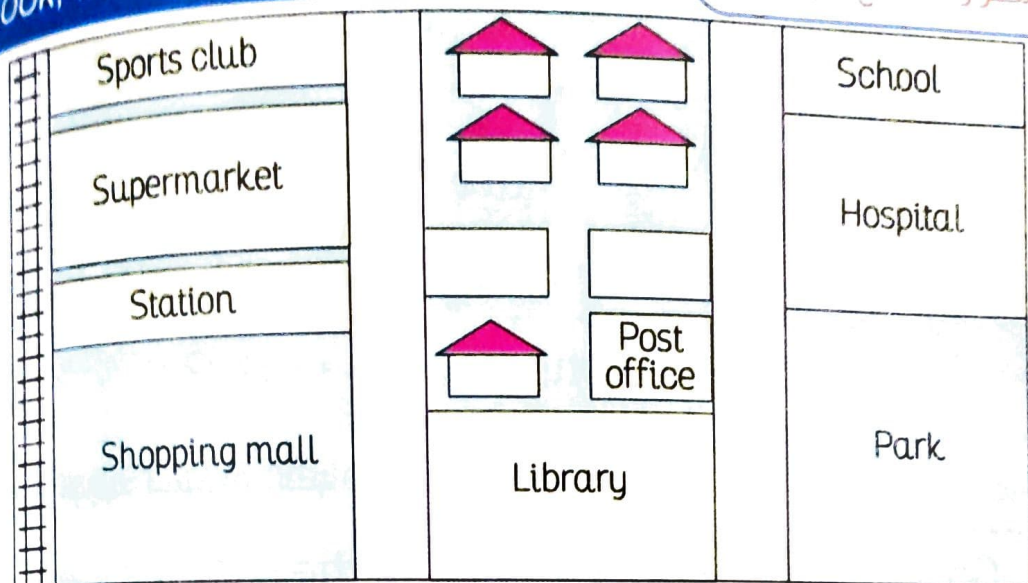 Sports club
School
Supermarket
Hospital
Station
Post
office
Shopping mall
Park
Library